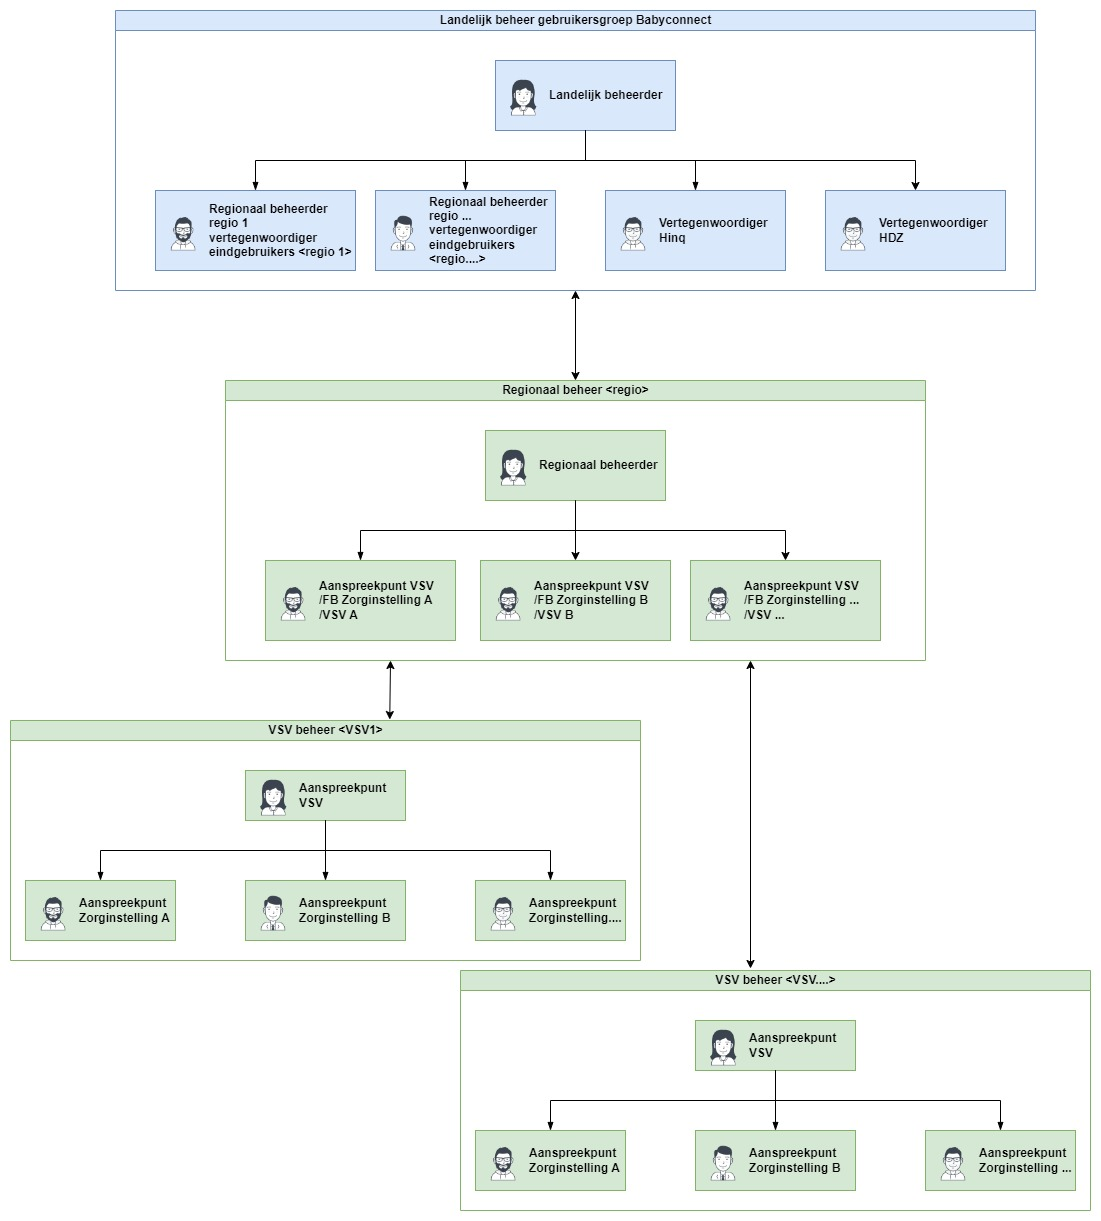 Landelijk beheer gebruikersgroep Babyconnect
Landelijk beheerder
Regionaal beheerder
regio 1
vertegenwoordiger
eindgebruikers <regio 1>
Regionaal beheerder
regio ...
vertegenwoordiger
eindgebruikers
<regio....>
Vertegenwoordiger
Hinq
Vertegenwoordiger
HDZ
Regionaal beheer <regio>
Regionaal beheerder
Aanspreekpunt VSV
/FB Zorginstelling A
/VSV A
Aanspreekpunt VSV
/FB Zorginstelling B
/VSV B
Aanspreekpunt VSV
/FB Zorginstelling ...
/VSV ...
VSV beheer <VSV1>
Aanspreekpunt
VSV
Aanspreekpunt
Zorginstelling A
Aanspreekpunt
Zorginstelling B
Aanspreekpunt
Zorginstelling....
VSV beheer <VSV....>
Aanspreekpunt
VSV
Aanspreekpunt
Zorginstelling A
Aanspreekpunt
Zorginstelling B
Aanspreekpunt
Zorginstelling ...